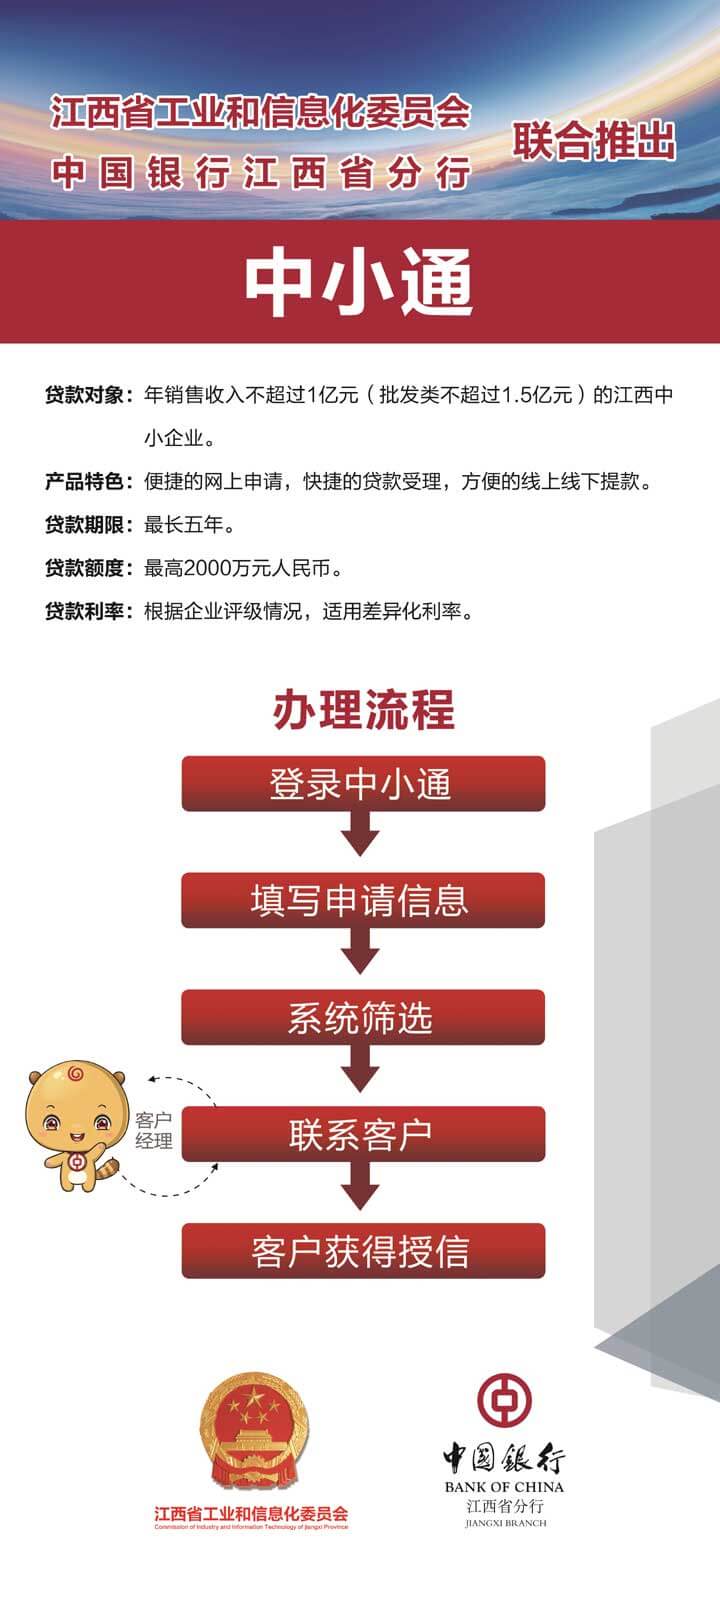 江西省工业和信息化委员会
中国银行江西省分行
联合推出
中小通
贷款对象：年销售收入不超过1亿元（批发类不超过1.5亿元）的江西中
小企业。
产品特色：便捷的网上申请，快捷的贷款受理，方便的线上线下提款。
贷款期限：最长五年。
贷款额度：最高2000万元人民币。
贷款利率：根据企业评级情况，适用差异化利率。
办理流程
登录中小通
填写申请信息
系统筛选
客户
经理
联系客户
客户获得授信
江西省工业和信息化委员会
Commission of Industry and Information Technology of Jiangxi Province
中國銀行
BANK OF CHINA
江西省分行
JIANGXI BRANCH